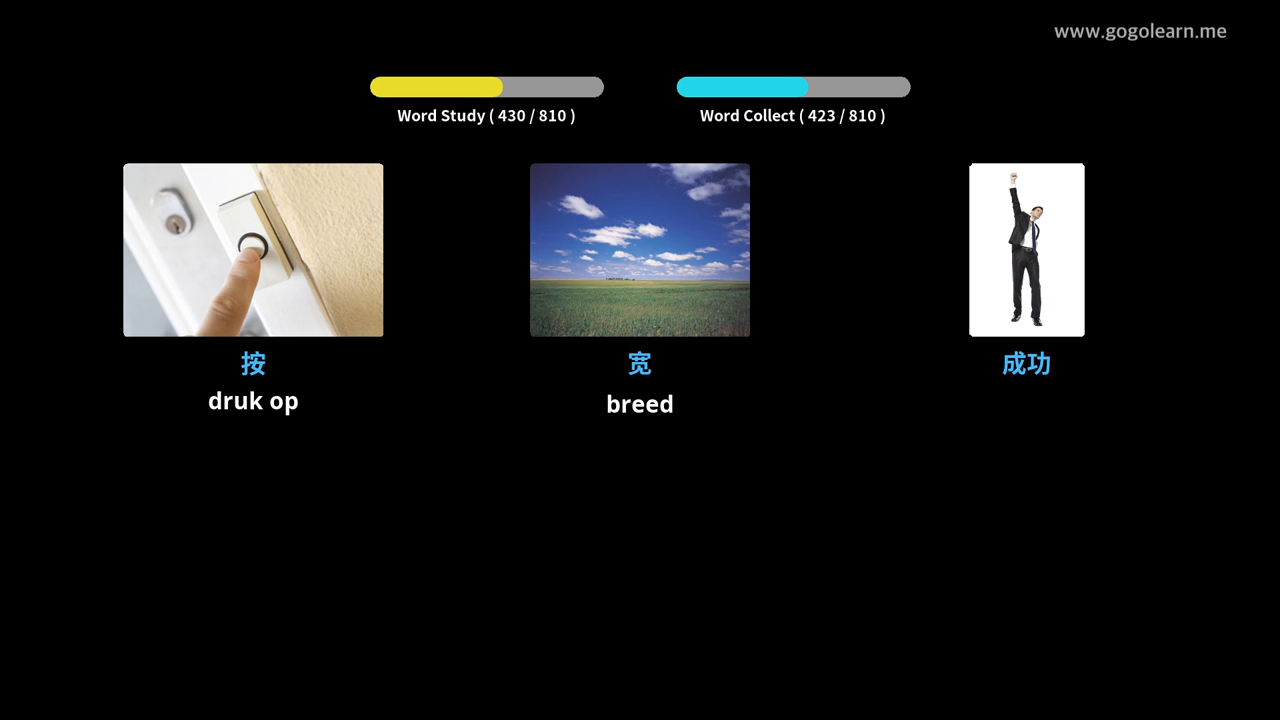 www.gogolearn.me
Word Study ( 430 / 810 )
Word Collect ( 423 / 810 )
按
druk op
宽
breed
成功